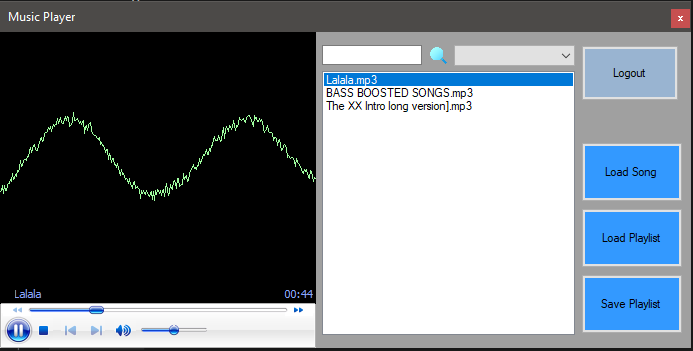 Music Player
x
Logout
Lalala.mp3
BASS BOOSTED SONGS.mp3
The XX Intro long version].mp3
Load Song
Load Playlist
Save Playlist
Lalala 00:44